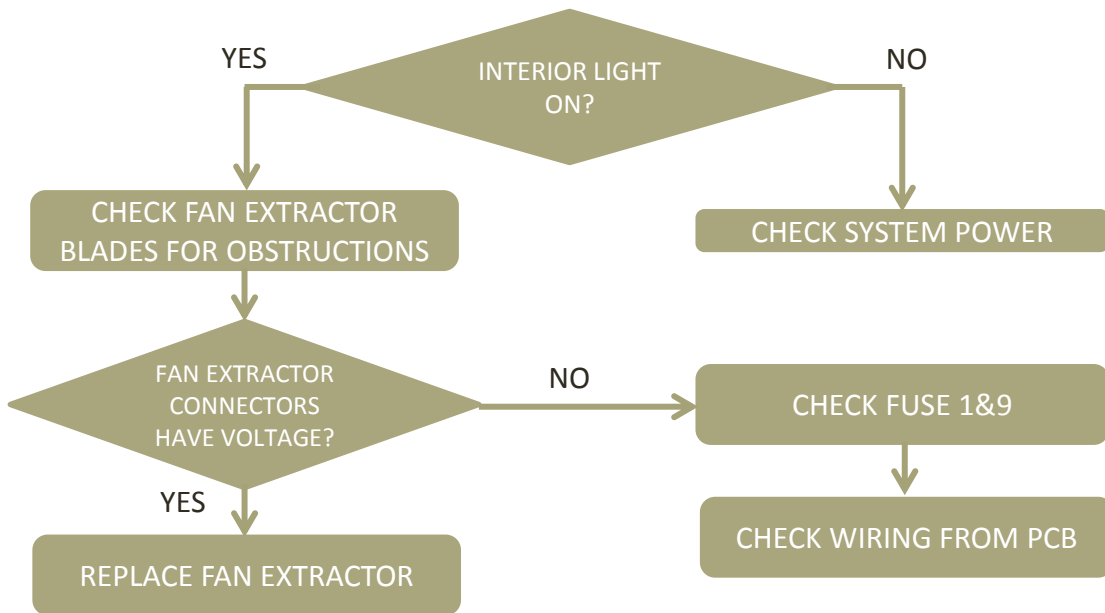 YES
INTERIOR LIGHT
ON?
NO
CHECK FAN EXTRACTOR
BLADES FOR OBSTRUCTIONS
CHECK SYSTEM POWER
FAN EXTRACTOR
CONNECTORS
HAVE VOLTAGE?
NO
CHECK FUSE 1&9
YES
CHECK WIRING FROM PCB
REPLACE FAN EXTRACTOR